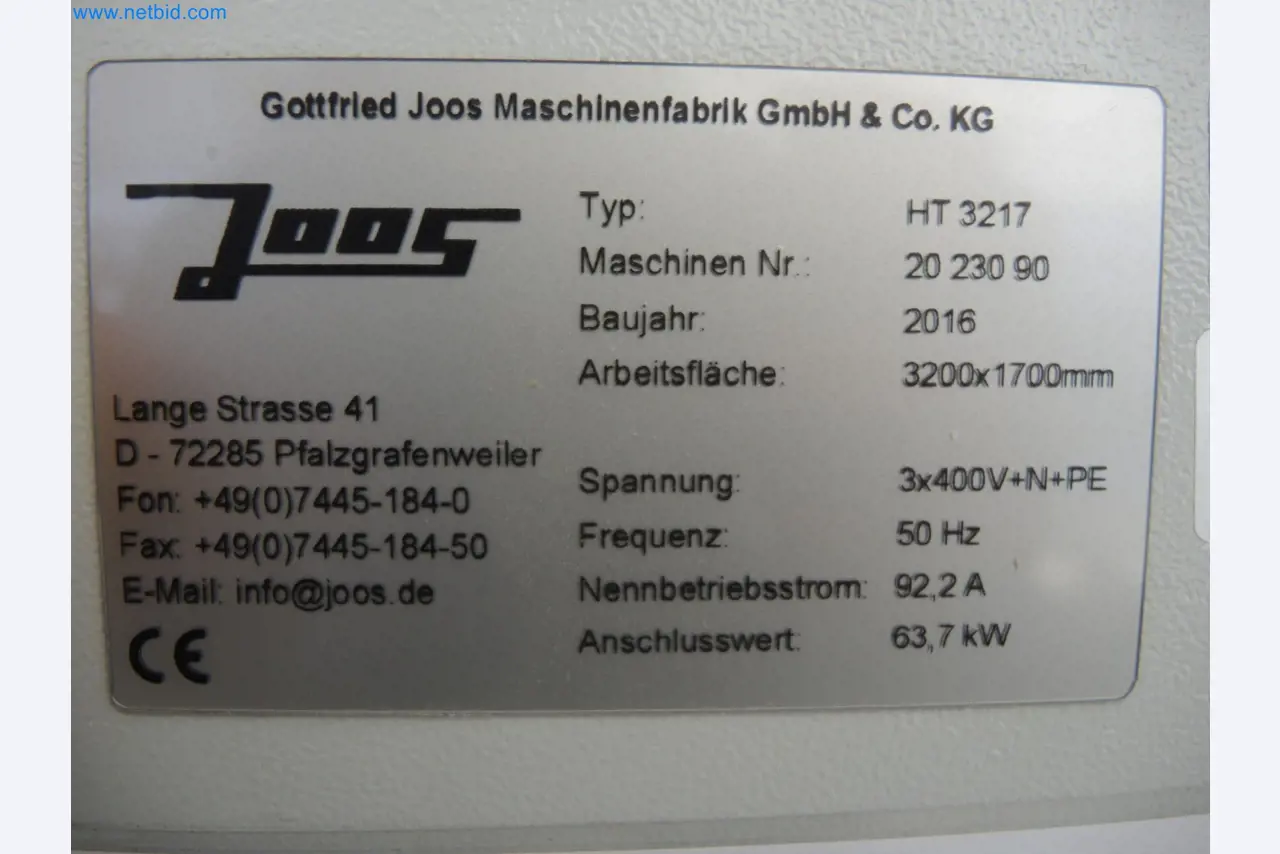 www.netbid.com
Gottfried Joos Maschinenfabrik GmbH & Co. KG
Joos
Typ: HT 3217
Maschinen Nr.: 20 230 90
Baujahr: 2016
Arbeitsfläche: 3200x1700mm
Lange Strasse 41
D - 72285 Pfalzgrafenweiler
Fon: +49(0)7445-184-0
Fax: +49(0)7445-184-50
E-Mail: info@joos.de
CE
Spannung: 3x400V+N+PE
Frequenz: 50 Hz
Nennbetriebsstrom: 92,2 A
Anschlusswert: 63,7 kW